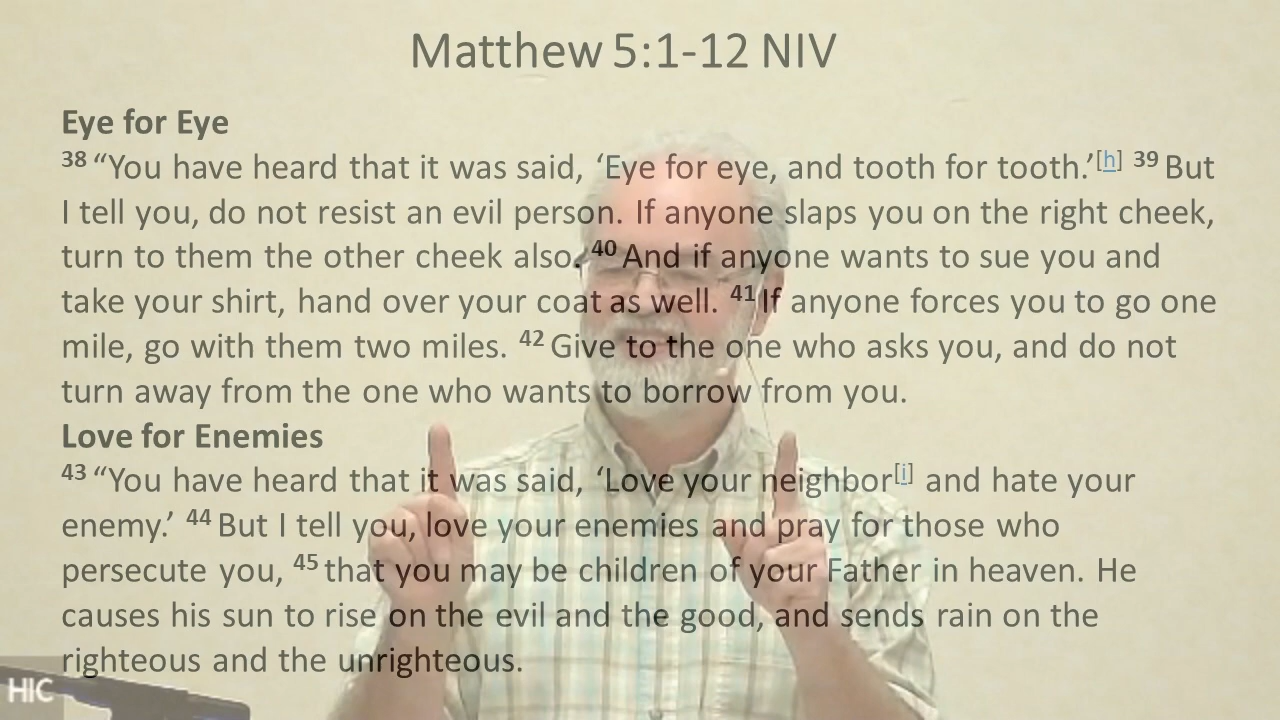 Matthew 5:1-12 NIV
Eye for Eye
38 “You have heard that it was said, ‘Eye for eye, and tooth for tooth.’[h] 39 But
I tell you, do not resist an evil person. If anyone slaps you on the right cheek,
turn to them the other cheek also. 40 And if anyone wants to sue you and
take your shirt, hand over your coat as well. 41 If anyone forces you to go one
mile, go with them two miles. 42 Give to the one who asks you, and do not
turn away from the one who wants to borrow from you.
Love for Enemies
43 “You have heard that it was said, ‘Love your neighbor[i] and hate your
enemy.’ 44 But I tell you, love your enemies and pray for those who
persecute you, 45 that you may be children of your Father in heaven. He
causes his sun to rise on the evil and the good, and sends rain on the
righteous and the unrighteous.
HIC